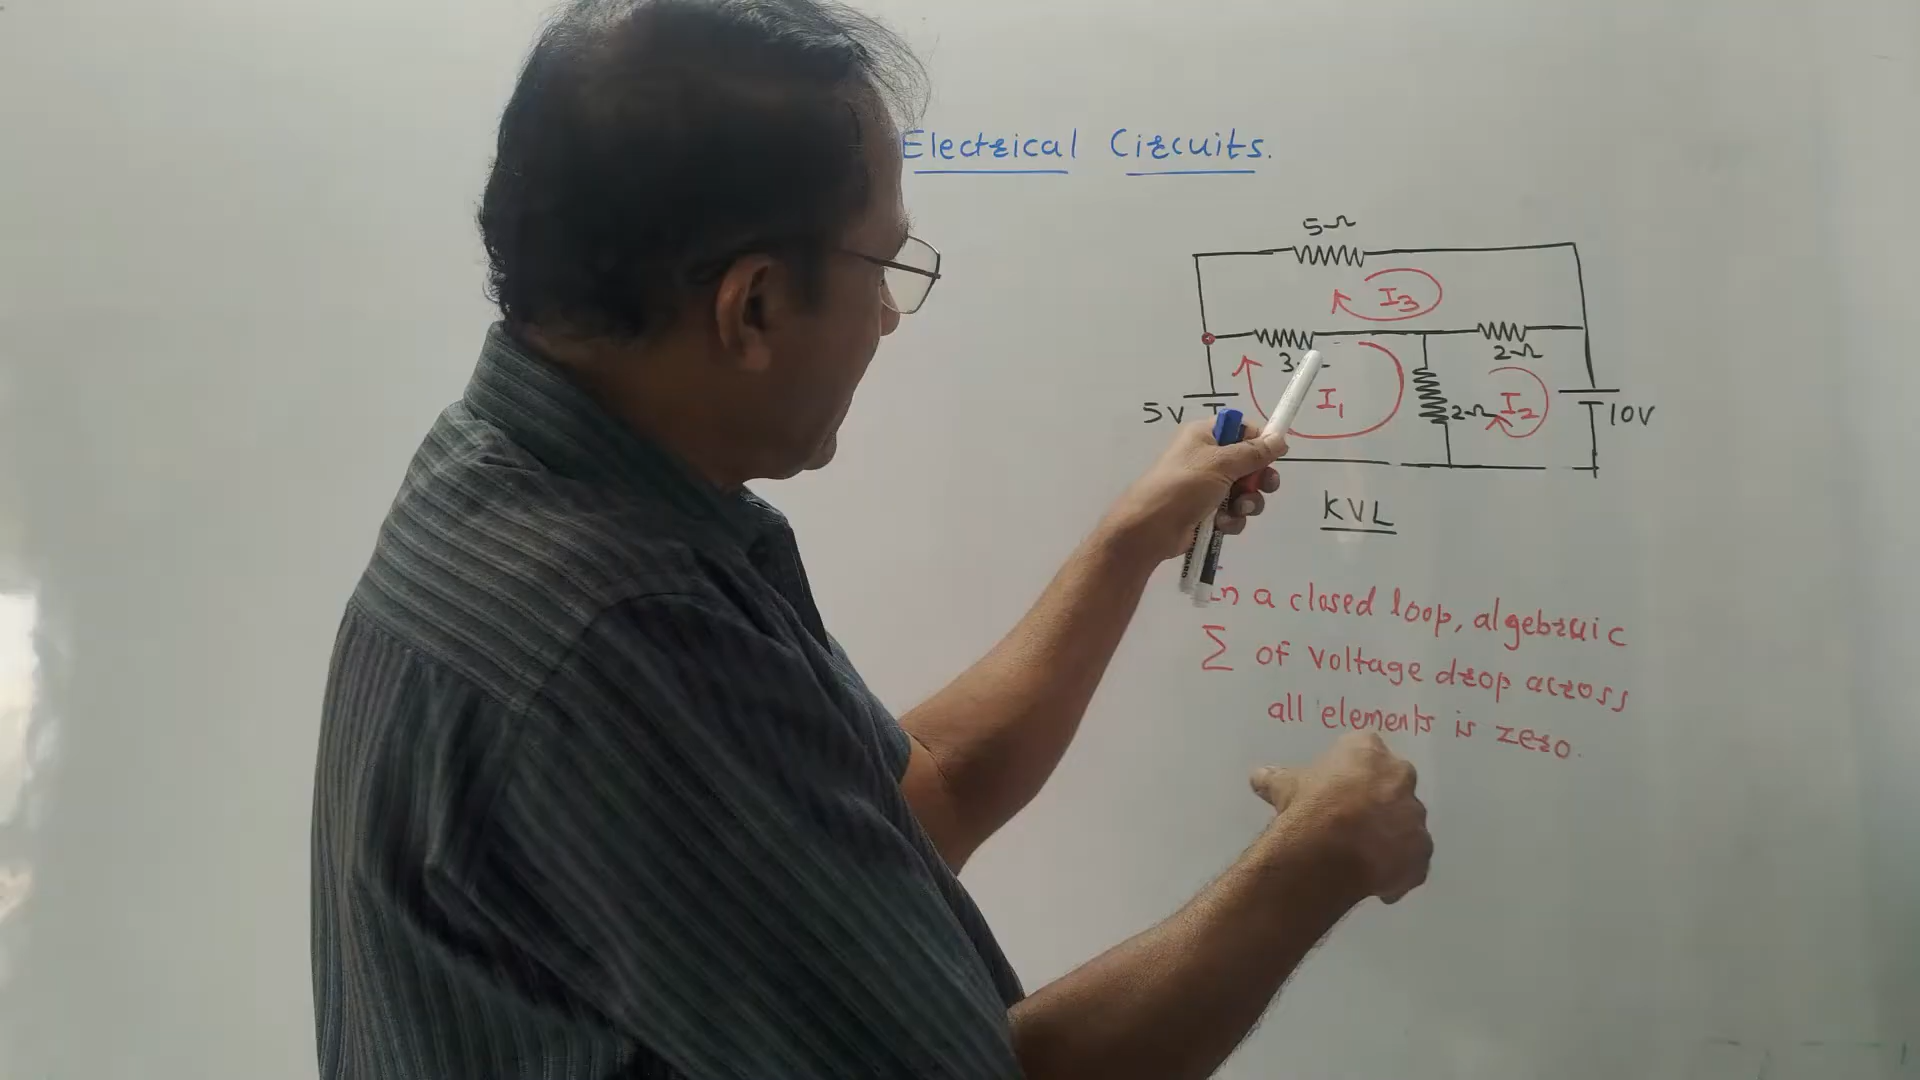 Electrical Circuits.
5Ω
I3
2Ω
5V
I1
2Ω
I2
10V
KVL
In a closed loop, algebraic
Σ of voltage drop across
all elements is zero.